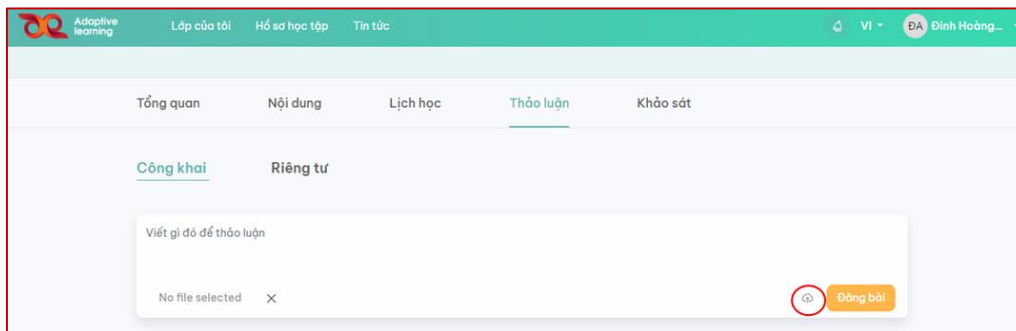 Adaptive learning
Lớp của tôi Hồ sơ học tập Tin tức VI ĐA Đinh Hoàng...
Tổng quan Nội dung Lịch học Thảo luận Khảo sát
Công khai Riêng tư
Viết gì đó để thảo luận
No file selected Đăng bài